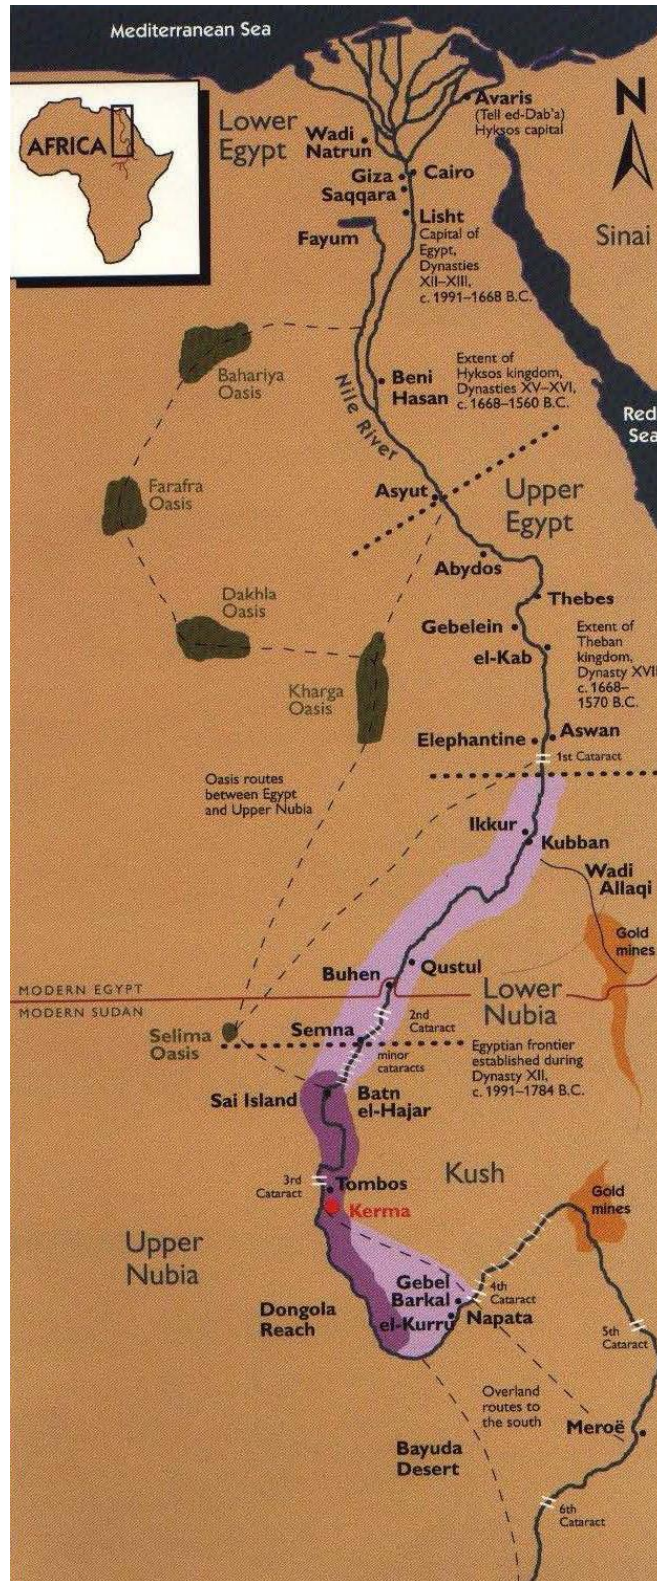 Mediterranean Sea
AFRICA
Lower
Egypt
Avaris
(Tell ed-Dab'a)
Hyksos capital
N
Wadi
Natrun
Giza
Cairo
Saqqara
Lisht
Capital of
Egypt,
Dynasties
XII–XIII,
c. 1991–1668 B.C.
Fayum
Sinai
Bahariya
Oasis
Nile River
Beni
Hasan
Extent of
Hyksos kingdom,
Dynasties XV–XVI,
c. 1668–1560 B.C.
Red
Sea
Farafra
Oasis
Asyut
Upper
Egypt
Abydos
Dakhla
Oasis
Thebes
Gebelein
el-Kab
Extent of
Theban
kingdom,
Dynasty XVII
c. 1668–
1570 B.C.
Kharga
Oasis
Elephantine
Aswan
1st Cataract
Oasis routes
between Egypt
and Upper Nubia
Ikkur
Kubban
Wadi
Allaqi
Gold
mines
Buhen
Qustul
MODERN EGYPT
MODERN SUDAN
Lower
Nubia
Selima
Oasis
Semna
2nd
Cataract
minor
cataracts
Egyptian frontier
established during
Dynasty XII,
c. 1991–1784 B.C.
Sai Island
Batn
el-Hajar
Kush
3rd
Cataract
Tombos
Kerma
Gold
mines
Upper
Nubia
Gebel
Barkal
4th
Cataract
Dongola
Reach
el-Kurru
Napata
5th
Cataract
Overland
routes to
the south
Meroë
Bayuda
Desert
6th
Cataract